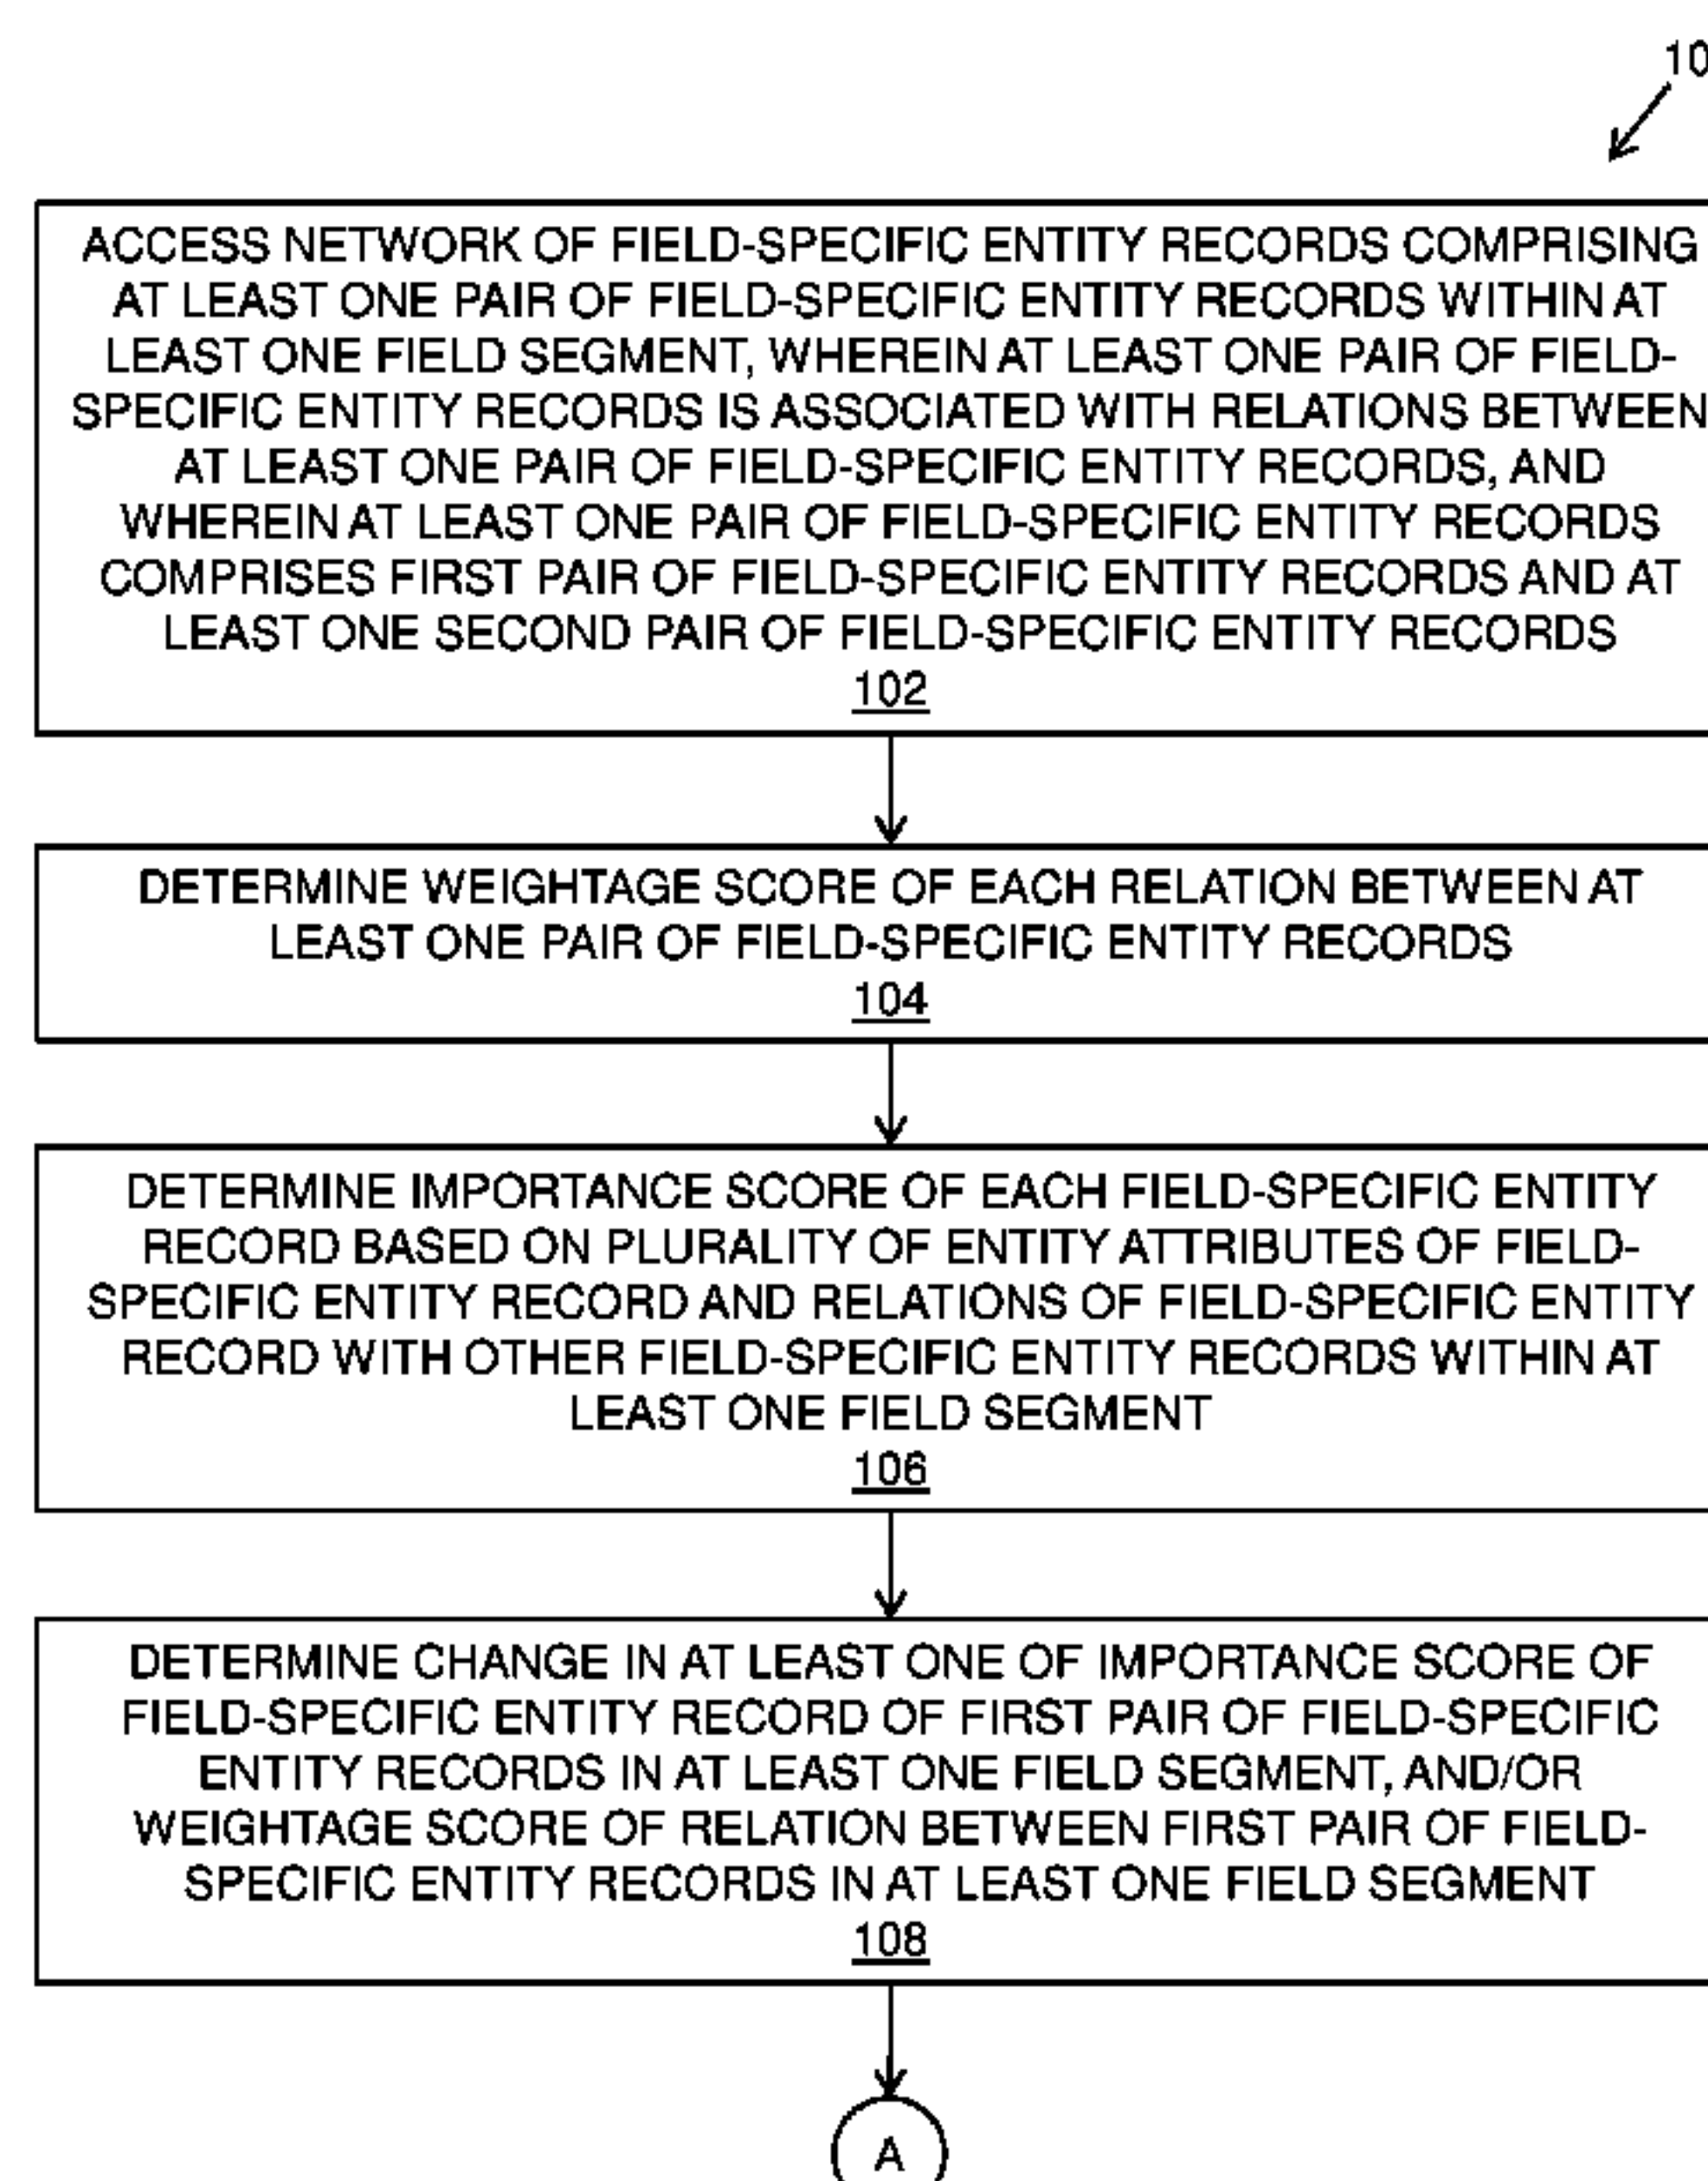 ACCESS NETWORK OF FIELD-SPECIFIC ENTITY RECORDS COMPRISING
AT LEAST ONE PAIR OF FIELD-SPECIFIC ENTITY RECORDS WITHIN AT
LEAST ONE FIELD SEGMENT, WHEREIN AT LEAST ONE PAIR OF FIELD-
SPECIFIC ENTITY RECORDS IS ASSOCIATED WITH RELATIONS BETWEEN
AT LEAST ONE PAIR OF FIELD-SPECIFIC ENTITY RECORDS, AND
WHEREIN AT LEAST ONE PAIR OF FIELD-SPECIFIC ENTITY RECORDS
COMPRISES FIRST PAIR OF FIELD-SPECIFIC ENTITY RECORDS AND AT
LEAST ONE SECOND PAIR OF FIELD-SPECIFIC ENTITY RECORDS
102
DETERMINE WEIGHTAGE SCORE OF EACH RELATION BETWEEN AT
LEAST ONE PAIR OF FIELD-SPECIFIC ENTITY RECORDS
104
DETERMINE IMPORTANCE SCORE OF EACH FIELD-SPECIFIC ENTITY
RECORD BASED ON PLURALITY OF ENTITY ATTRIBUTES OF FIELD-
SPECIFIC ENTITY RECORD AND RELATIONS OF FIELD-SPECIFIC ENTITY
RECORD WITH OTHER FIELD-SPECIFIC ENTITY RECORDS WITHIN AT
LEAST ONE FIELD SEGMENT
106
DETERMINE CHANGE IN AT LEAST ONE OF IMPORTANCE SCORE OF
FIELD-SPECIFIC ENTITY RECORD OF FIRST PAIR OF FIELD-SPECIFIC
ENTITY RECORDS IN AT LEAST ONE FIELD SEGMENT, AND/OR
WEIGHTAGE SCORE OF RELATION BETWEEN FIRST PAIR OF FIELD-
SPECIFIC ENTITY RECORDS IN AT LEAST ONE FIELD SEGMENT
108
A